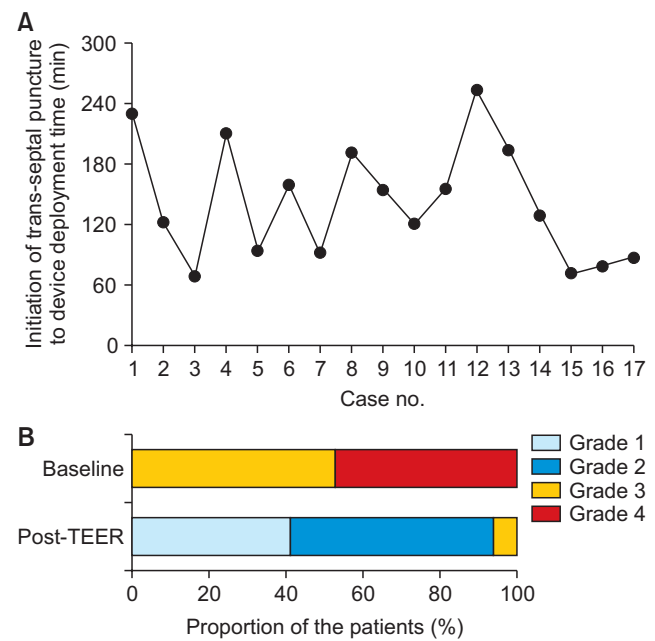 A
Initiation of trans-septal puncture
to device deployment time (min)
300
240
180
120
60
0
1 2 3 4 5 6 7 8 9 10 11 12 13 14 15 16 17
Case no.
B
Baseline
Post-TEER
Grade 1
Grade 2
Grade 3
Grade 4
0 20 40 60 80 100
Proportion of the patients (%)